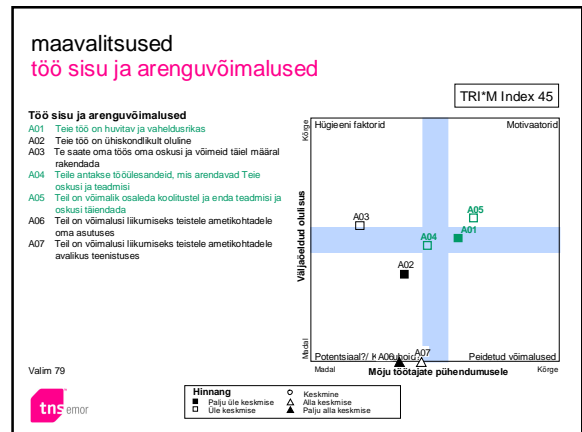 maavalitsused
töö sisu ja arenguvõimalused
TRI*M Index 45
Töö sisu ja arenguvõimalused
A01 Teie töö on huvitav ja vaheldusrikas
A02 Teie töö on ühiskondlikult oluline
A03 Te saate oma töös oma oskusi ja võimeid täiel määral
rakendada
A04 Teile antakse tööülesandeid, mis arendavad Teie
oskusi ja teadmisi
A05 Teil on võimalik osaleda koolitustel ja enda teadmisi ja
oskusi täiendada
A06 Teil on võimalusi liikumiseks teistele ametikohtadele
oma asutuses
A07 Teil on võimalusi liikumiseks teistele ametikohtadele
avalikus teenistuses
Kõrge
Hügieeni faktorid
Motivaatorid
Väljaöeldud olulisus
A03
A05
A04
A01
A02
A06
A07
Madal
Potentsiaal?/
Peidetud võimalused
Madal
Mõju töötajate pühendumusele
Kõrge
Valim 79
Hinnang
Palju üle keskmise
Üle keskmise
Keskmine
Alla keskmise
Palju alla keskmise
tns emor